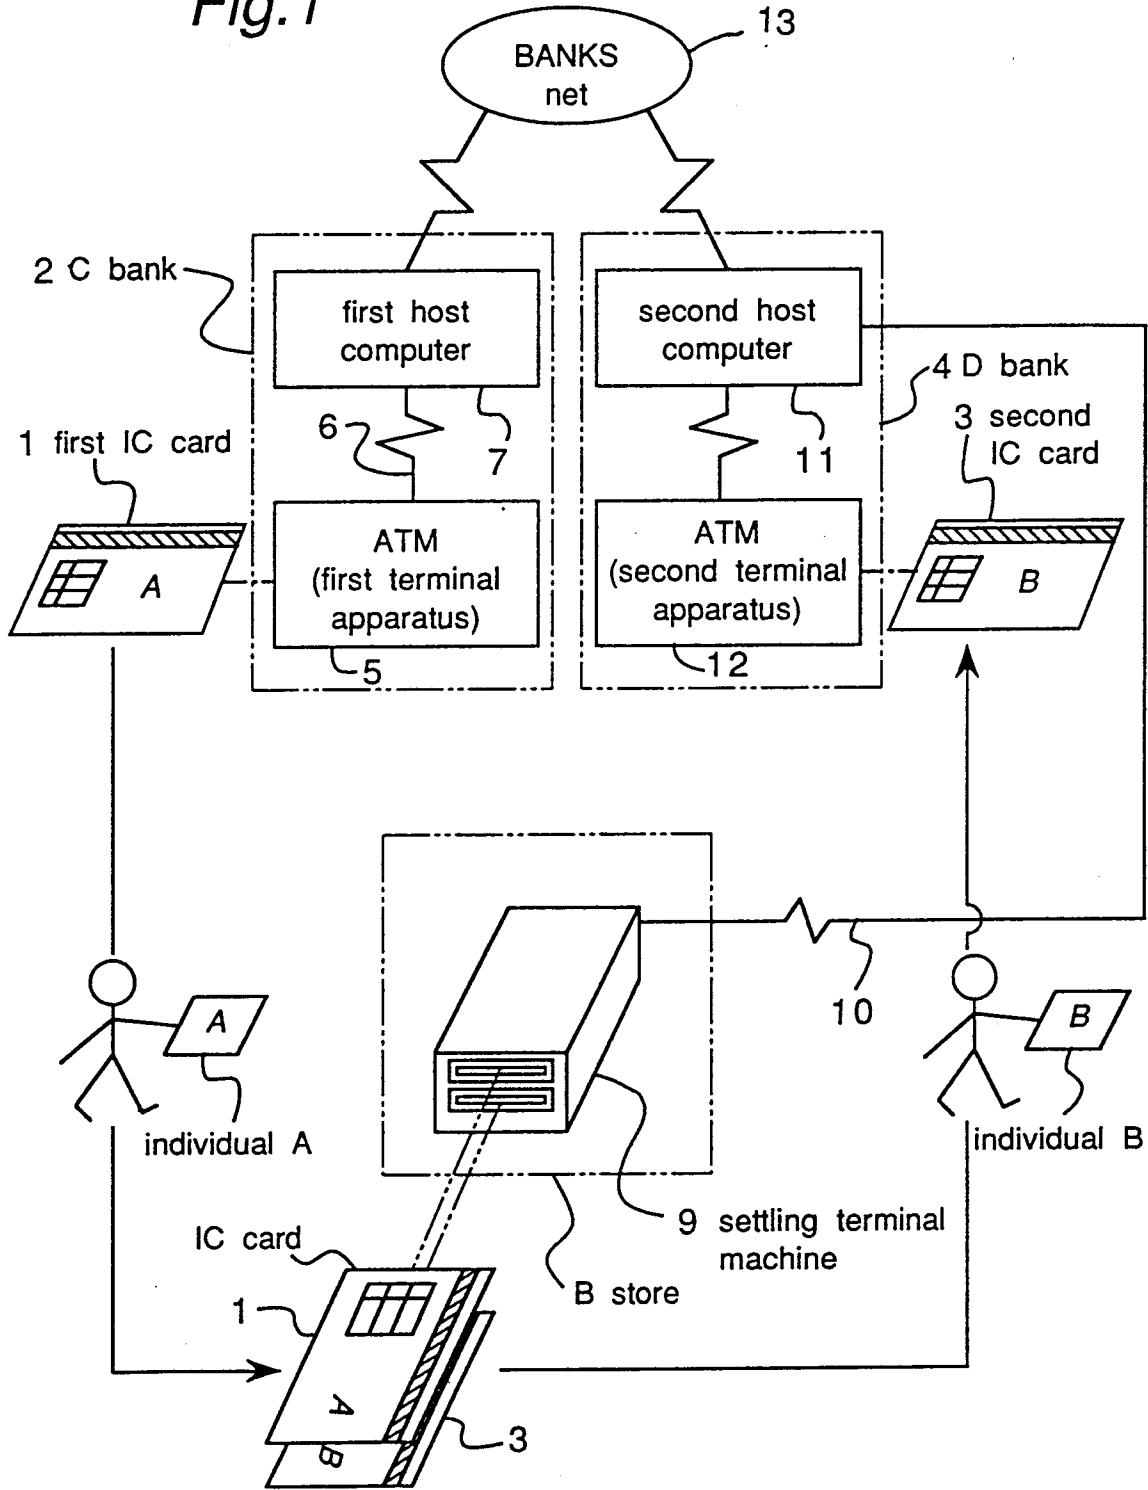 Fig.1
13
BANKS
net
2 C bank
first host
computer
second host
computer
4 D bank
6
7
11
3 second
IC card
1 first IC card
ATM
(first terminal
apparatus)
ATM
(second terminal
apparatus)
A
B
5
12
10
A
B
individual A
individual B
9 settling terminal
machine
IC card
B store
1
A
B
3